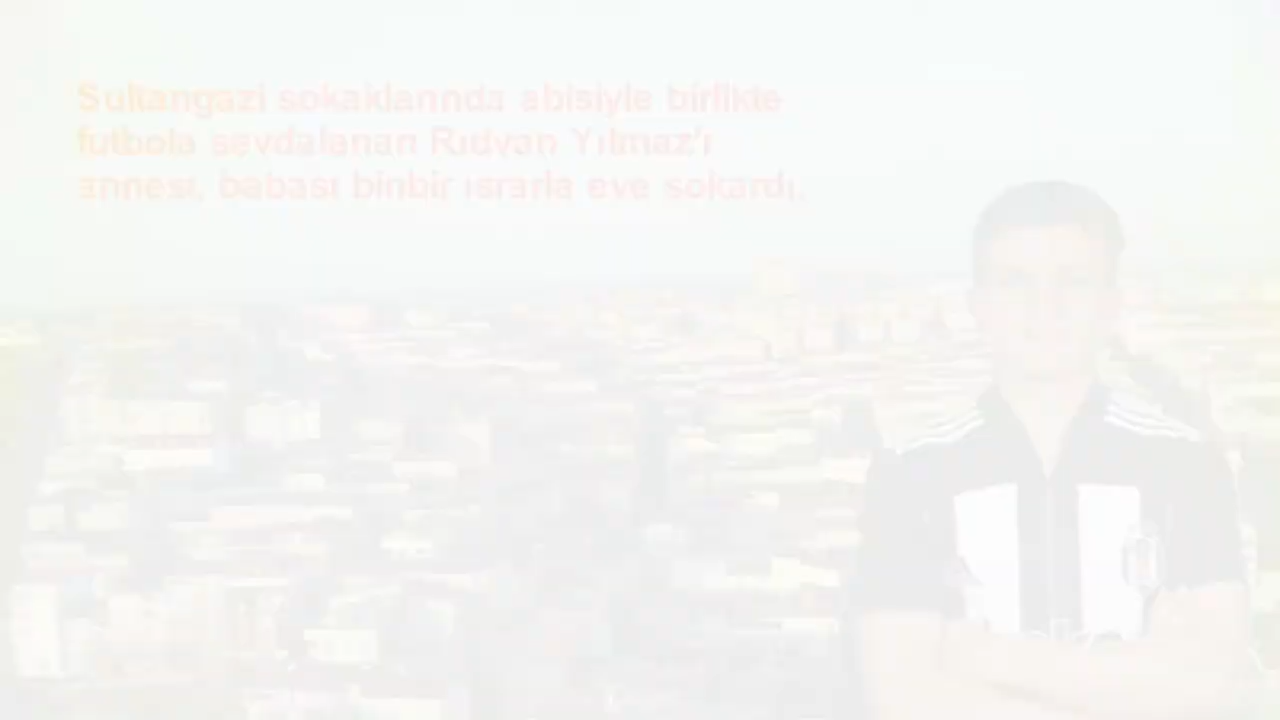 Sultangazi sokaklarında abisiyle birlikte
futbola sevdalanan Rıdvan Yılmaz'ı
annesi, babası binbir ısrarla eve sokardı.